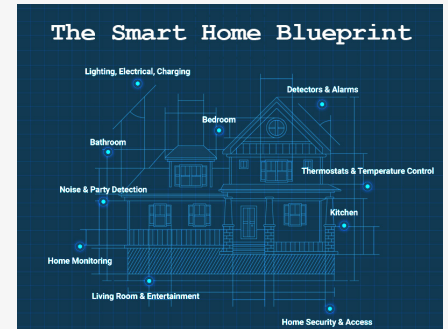 The Smart Home Blueprint
Lighting, Electrical, Charging
Detectors & Alarms
Bedroom
Bathroom
Thermostats & Temperature Control
Noise & Party Detection
Kitchen
Home Monitoring
Living Room & Entertainment
Home Security & Access